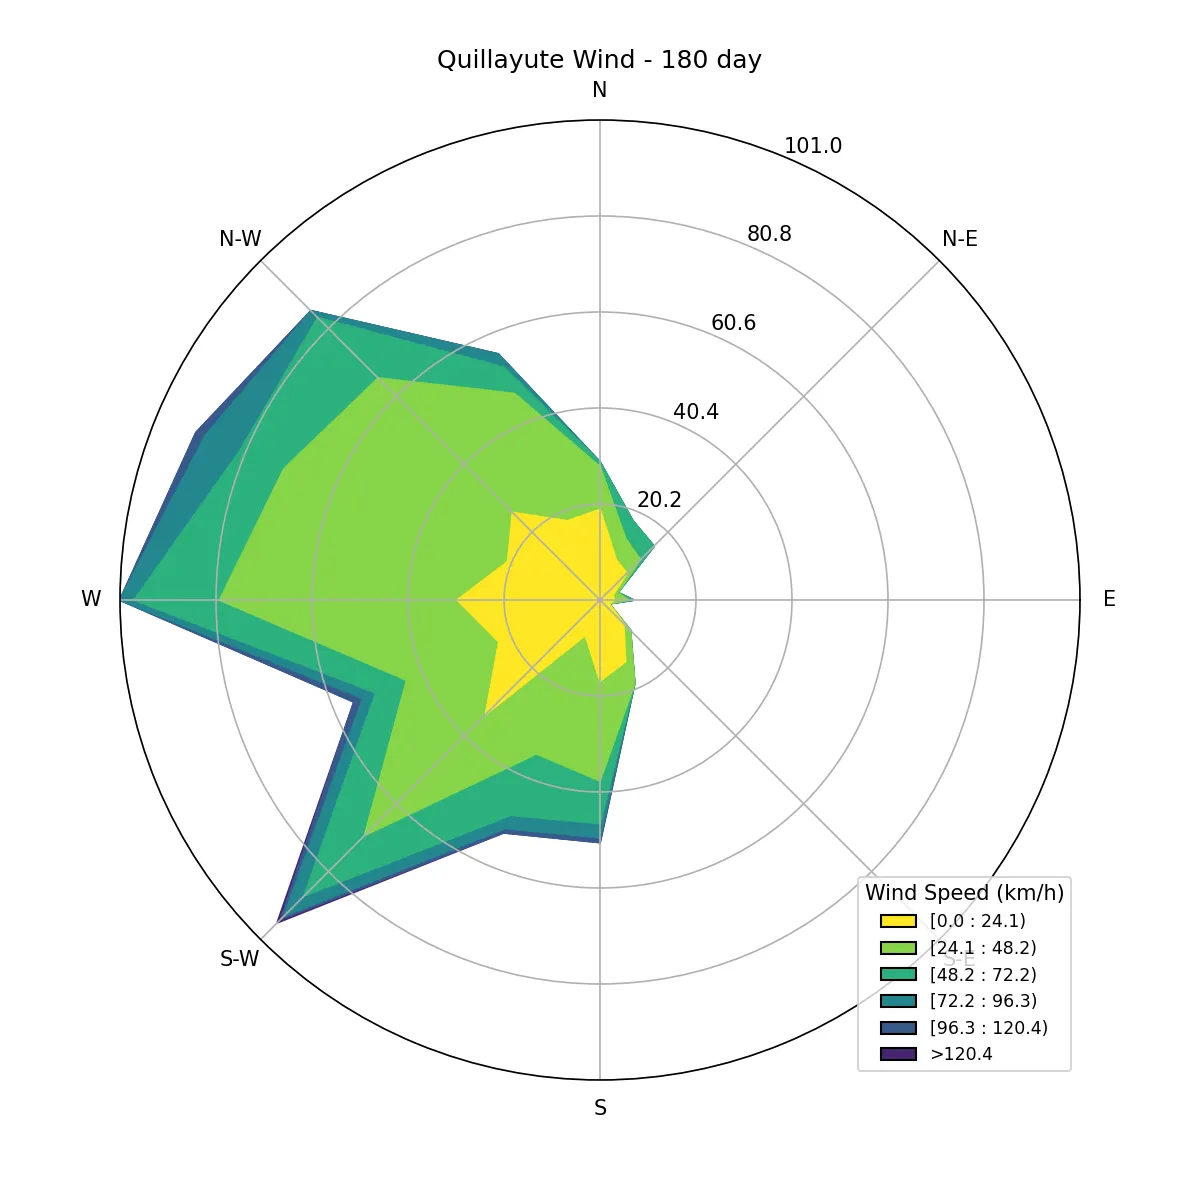 Quillayute Wind - 180 day
N
101.0
N-W
80.8
N-E
60.6
40.4
20.2
W
E
S-W
S-E
S
Wind Speed (km/h)
[0.0 : 24.1)
[24.1 : 48.2)
[48.2 : 72.2)
[72.2 : 96.3)
[96.3 : 120.4)
>120.4